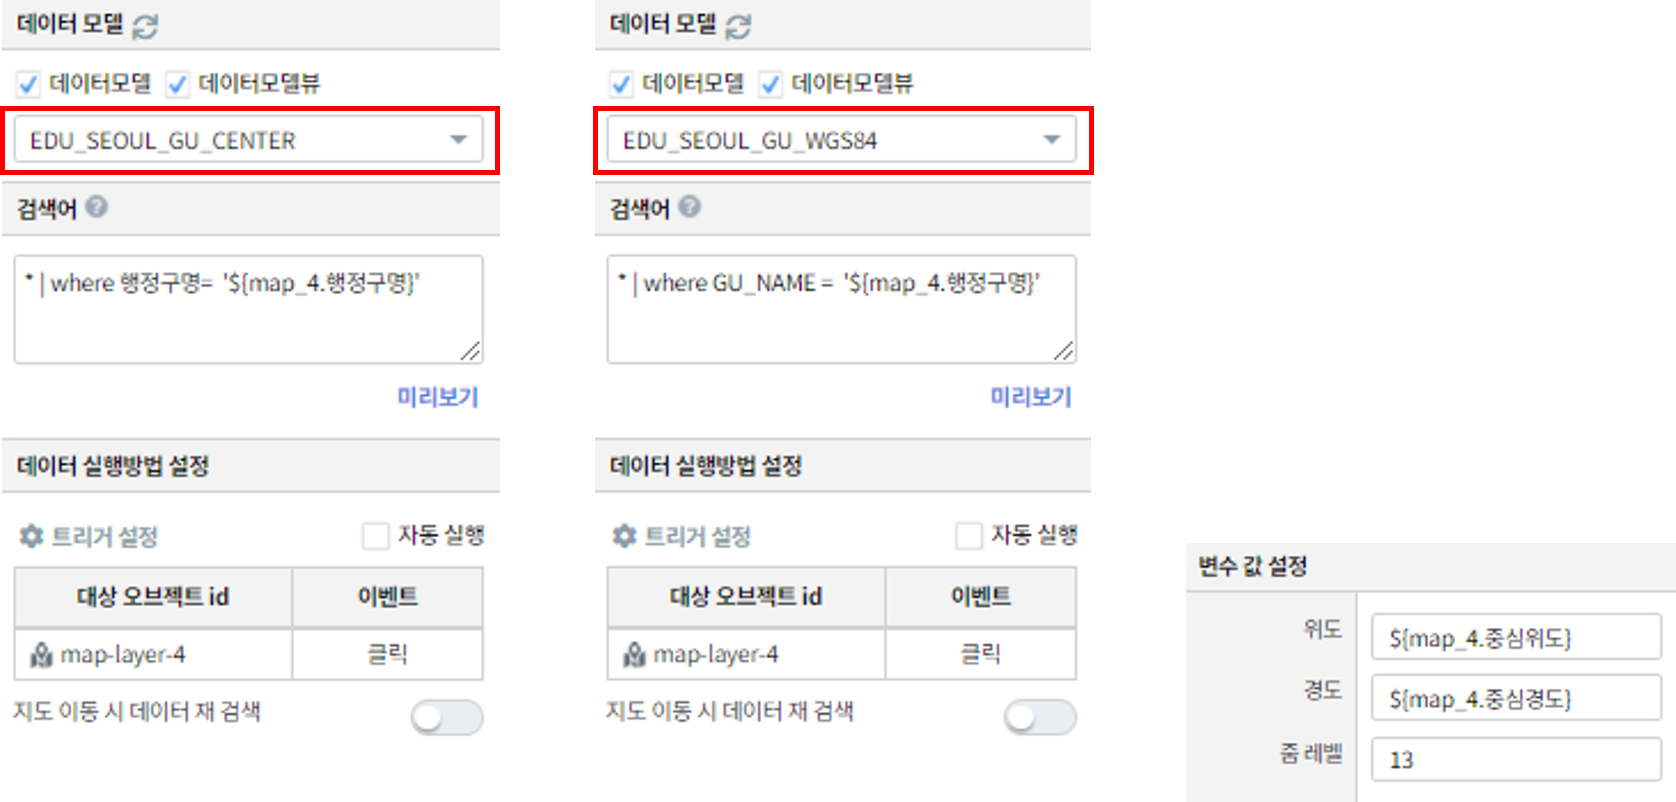 데이터 모델
데이터모델 데이터모델뷰
EDU_SEOUL_GU_CENTER
검색어 ?
* | where 행정구명= '${map_4.행정구명}'
미리보기
데이터 실행방법 설정
트리거 설정 자동 실행
대상 오브젝트 id 이벤트
map-layer-4 클릭
지도 이동 시 데이터 재 검색
데이터 모델
데이터모델 데이터모델뷰
EDU_SEOUL_GU_WGS84
검색어 ?
* | where GU_NAME = '${map_4.행정구명}'
미리보기
데이터 실행방법 설정
트리거 설정 자동 실행
대상 오브젝트 id 이벤트
map-layer-4 클릭
지도 이동 시 데이터 재 검색
변수 값 설정
위도 ${map_4.중심위도}
경도 ${map_4.중심경도}
줌 레벨 13